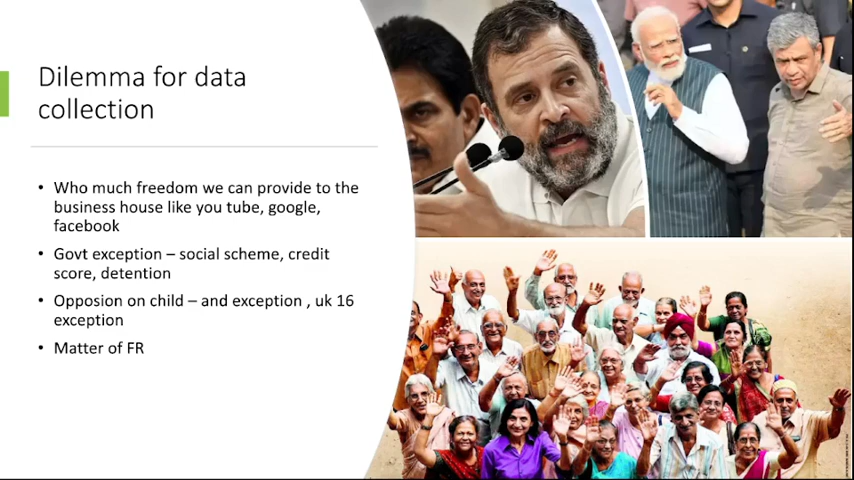 Dilemma for data
collection
• Who much freedom we can provide to the
business house like you tube, google,
facebook
• Govt exception – social scheme, credit
score, detention
• Opposion on child – and exception , uk 16
exception
• Matter of FR